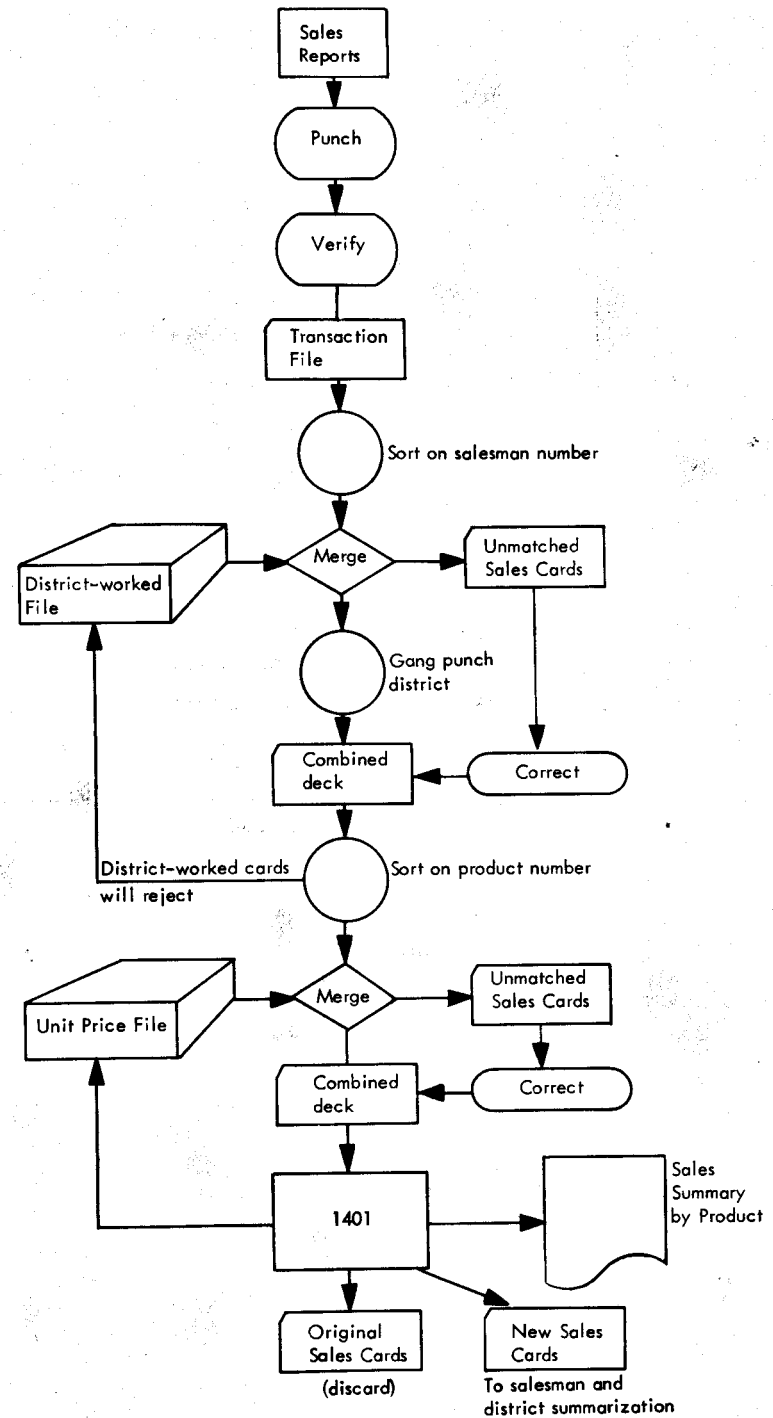 Sales
Reports
Punch
Verify
Transaction
File
Sort on salesman number
Merge
Unmatched
Sales Cards
District-worked
File
Gang punch
district
Combined
deck
Correct
District-worked cards
will reject
Sort on product number
Merge
Unmatched
Sales Cards
Unit Price File
Combined
deck
Correct
1401
Sales
Summary
by Product
Original
Sales Cards
(discard)
New Sales
Cards
To salesman and
district summarization